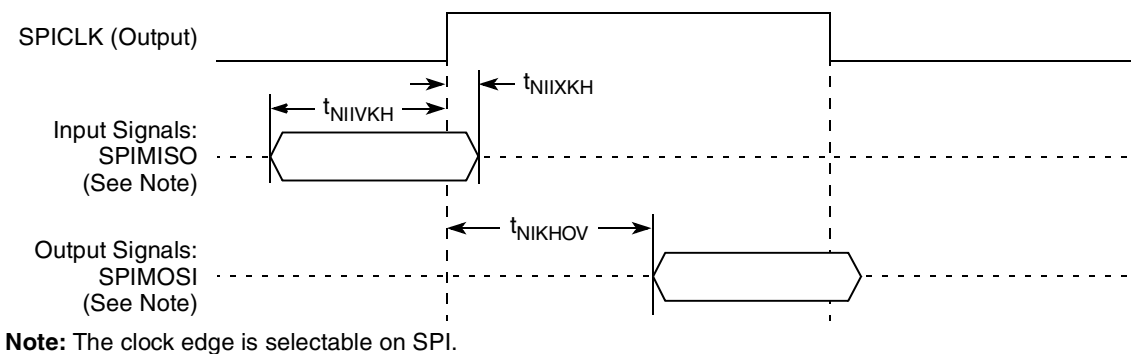 SPICLK (Output)
tNIIXKH
tNIIVKH
Input Signals:
SPIMISO
(See Note)
tNIKHOV
Output Signals:
SPIMOSI
(See Note)
Note: The clock edge is selectable on SPI.